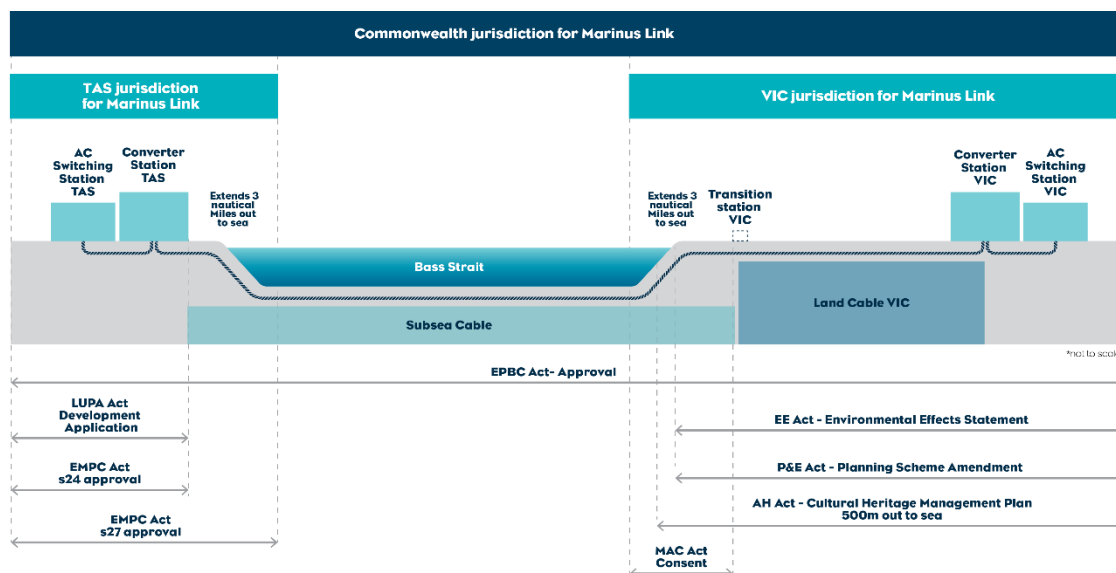 Commonwealth jurisdiction for Marinus Link
TAS jurisdiction
for Marinus Link
VIC jurisdiction for Marinus Link
AC
Switching
Station
TAS
Converter
Station
TAS
Extends 3
nautical
Miles out
to sea
Extends 3
nautical
Miles out
to sea
Transition
station
VIC
Converter
Station
VIC
AC
Switching
Station
VIC
Bass Strait
Subsea Cable
Land Cable VIC
*not to scale
EPBC Act- Approval
LUPA Act
Development
Application
EE Act - Environmental Effects Statement
EMPC Act
s24 approval
P&E Act - Planning Scheme Amendment
EMPC Act
s27 approval
AH Act - Cultural Heritage Management Plan
500m out to sea
MAC Act
Consent